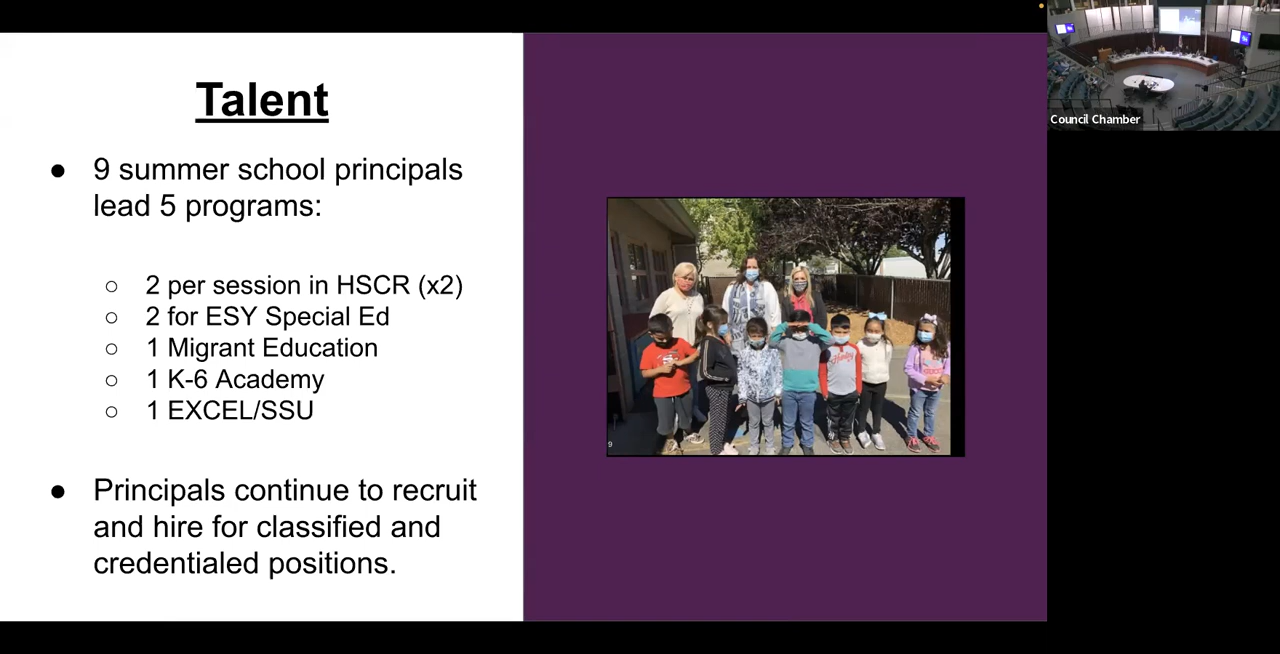 Talent
● 9 summer school principals
lead 5 programs:
○ 2 per session in HSCR (x2)
○ 2 for ESY Special Ed
○ 1 Migrant Education
○ 1 K-6 Academy
○ 1 EXCEL/SSU
● Principals continue to recruit
and hire for classified and
credentialed positions.
9
Council Chamber